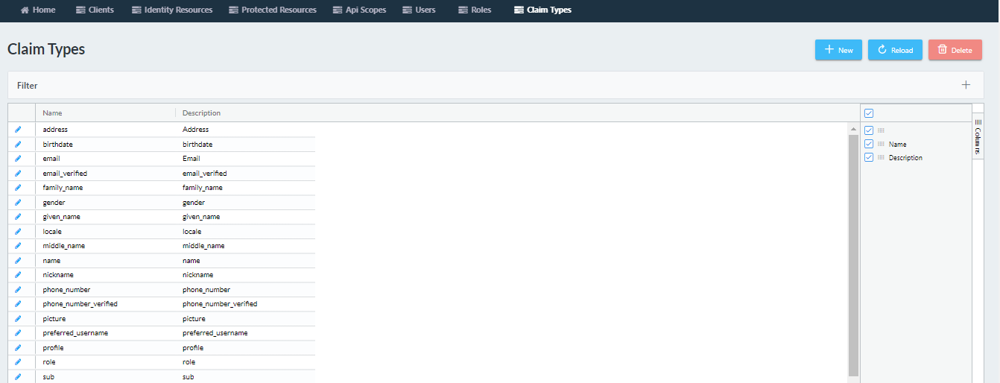 Home Clients Identity Resources Protected Resources Api Scopes Users Roles Claim Types
Claim Types
New Reload Delete
Filter
Name Description
address Address
birthdate birthdate
email Email
email_verified email_verified
family_name family_name
gender gender
given_name given_name
locale locale
middle_name middle_name
name name
nickname nickname
phone_number phone_number
phone_number_verified phone_number_verified
picture picture
preferred_username preferred_username
profile profile
role role
sub sub
Name
Description
Columns